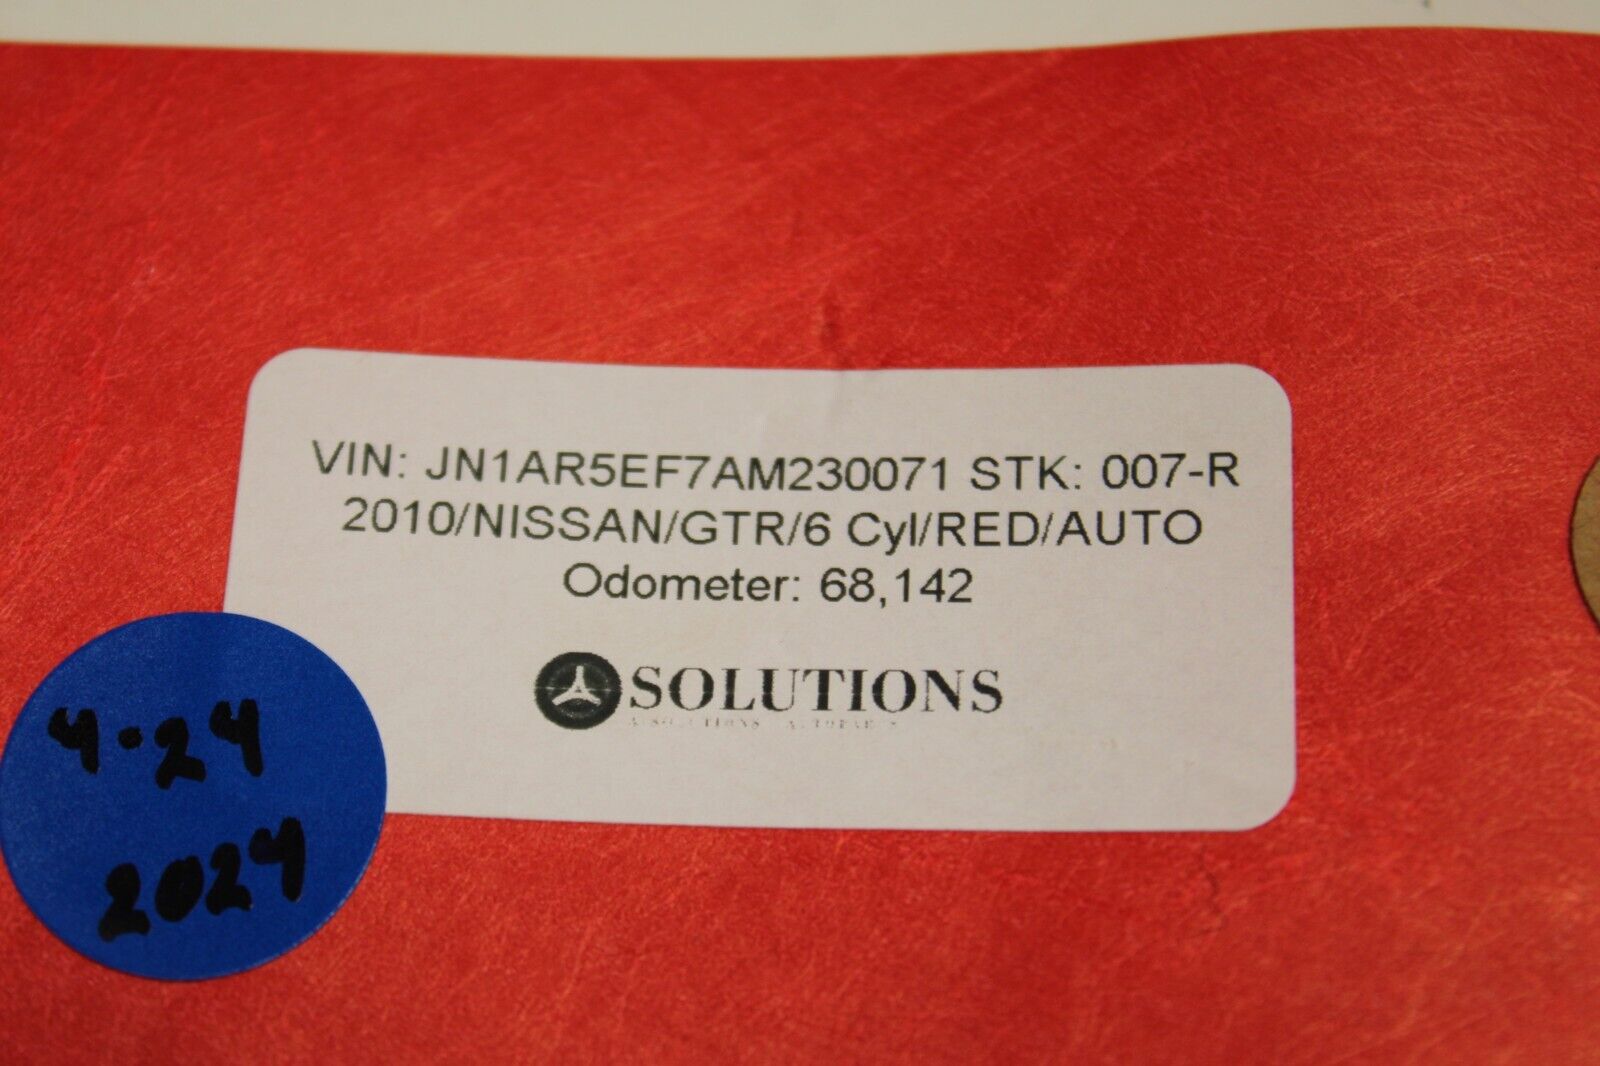 VIN: JN1AR5EF7AM230071 STK: 007-R
2010/NISSAN/GTR/6 Cyl/RED/AUTO
Odometer: 68,142
SOLUTIONS
4-24
2024